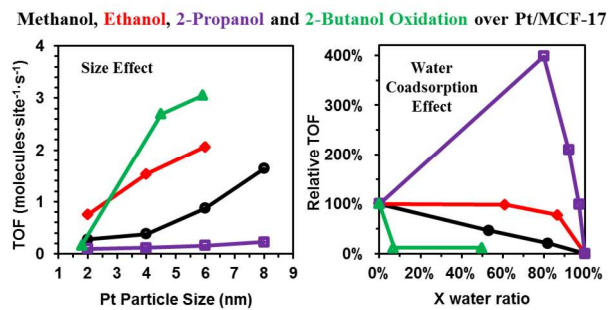 Methanol, Ethanol, 2-Propanol and 2-Butanol Oxidation over Pt/MCF-17
Size Effect
TOF (molecules·site⁻¹·s⁻¹)
4
3
2
1
0
1 2 3 4 5 6 7 8 9
Pt Particle Size (nm)
Water
Coadsorption
Effect
Relative TOF
400%
300%
200%
100%
0%
0% 20% 40% 60% 80% 100%
X water ratio